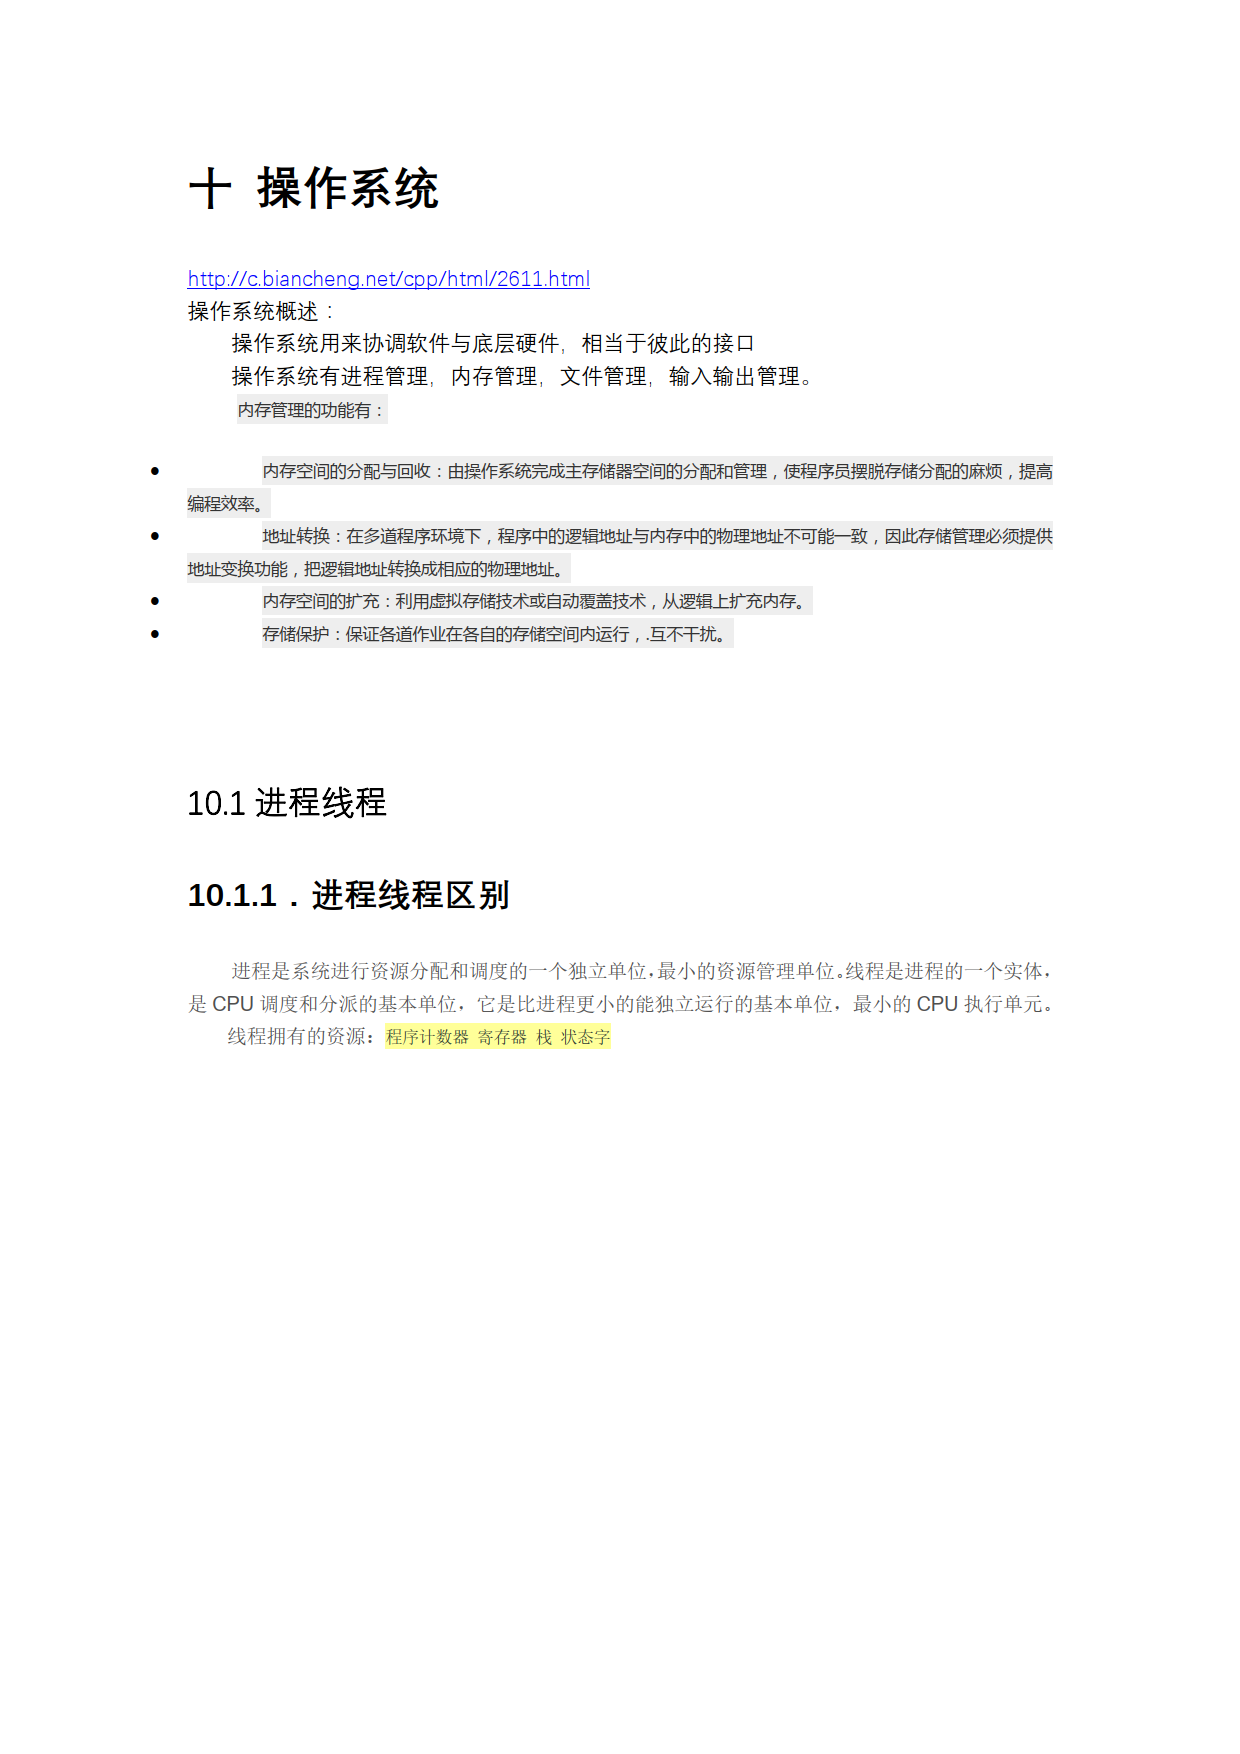 十 操作系统
http://c.biancheng.net/cpp/html/2611.html
操作系统概述：
操作系统用来协调软件与底层硬件，相当于彼此的接口
操作系统有进程管理，内存管理，文件管理，输入输出管理。
内存管理的功能有：
● 内存空间的分配与回收：由操作系统完成主存储器空间的分配和管理，使程序员摆脱存储分配的麻烦，提高
编程效率。
● 地址转换：在多道程序环境下，程序中的逻辑地址与内存中的物理地址不可能一致，因此存储管理必须提供
地址变换功能，把逻辑地址转换成相应的物理地址。
● 内存空间的扩充：利用虚拟存储技术或自动覆盖技术，从逻辑上扩充内存。
● 存储保护：保证各道作业在各自的存储空间内运行，.互不干扰。
10.1 进程线程
10.1.1．进程线程区别
进程是系统进行资源分配和调度的一个独立单位，最小的资源管理单位。线程是进程的一个实体，
是 CPU 调度和分派的基本单位，它是比进程更小的能独立运行的基本单位，最小的 CPU 执行单元。
线程拥有的资源：程序计数器 寄存器 栈 状态字